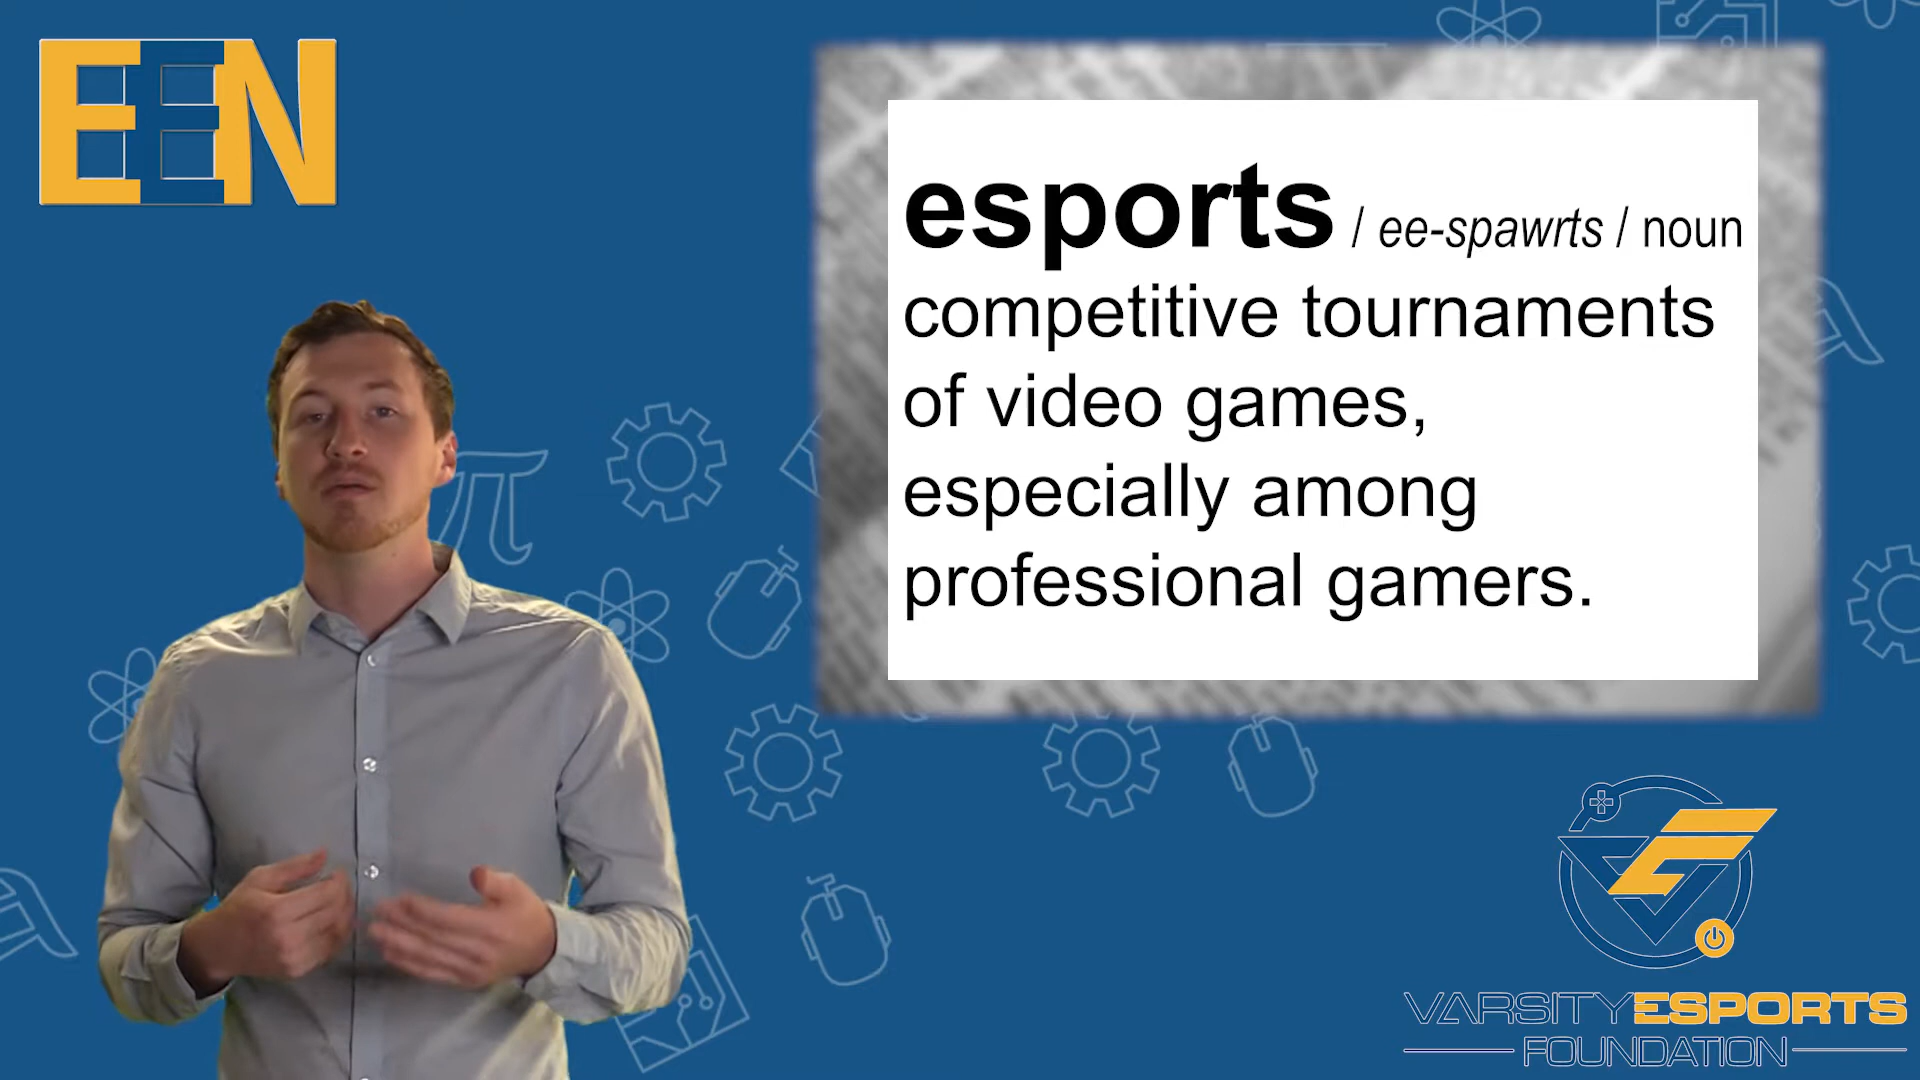 EEN
esports / ee-spawrts / noun
competitive tournaments
of video games,
especially among
professional gamers.
VARSITY ESPORTS
FOUNDATION